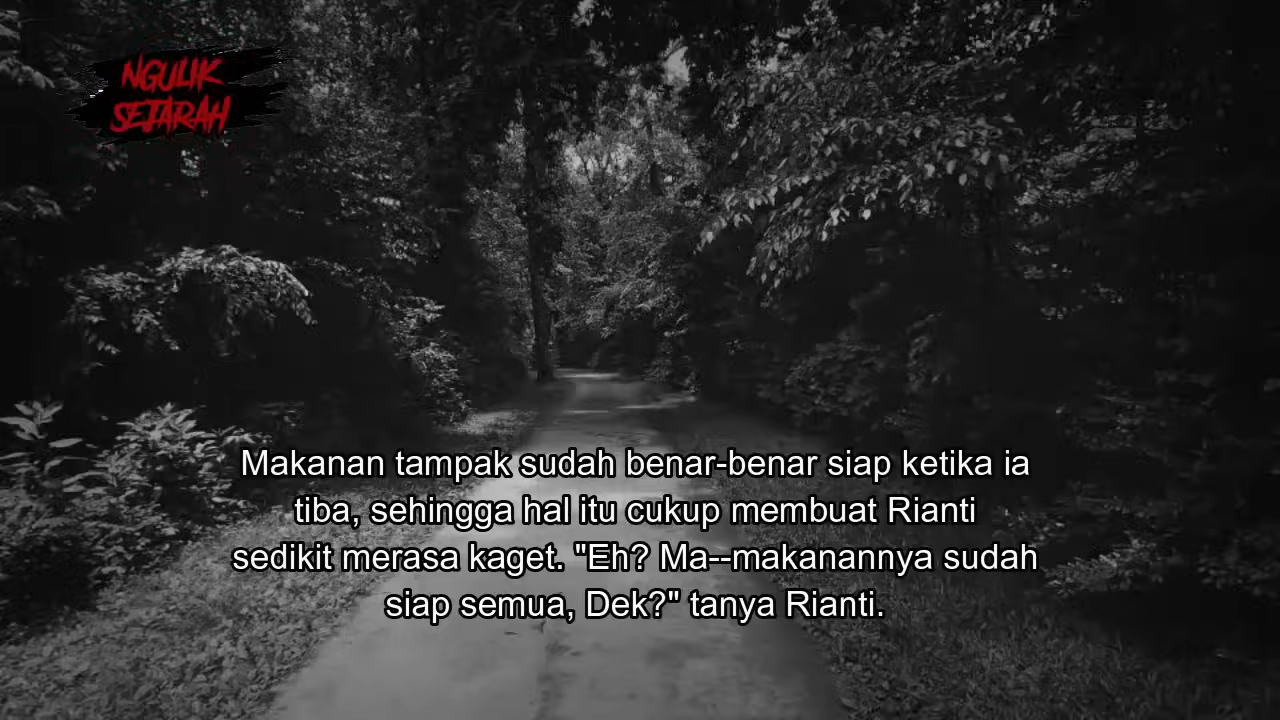 NGULIK
SEJARAH
Makanan tampak sudah benar-benar siap ketika ia
tiba, sehingga hal itu cukup membuat Rianti
sedikit merasa kaget. "Eh? Ma--makanannya sudah
siap semua, Dek?" tanya Rianti.